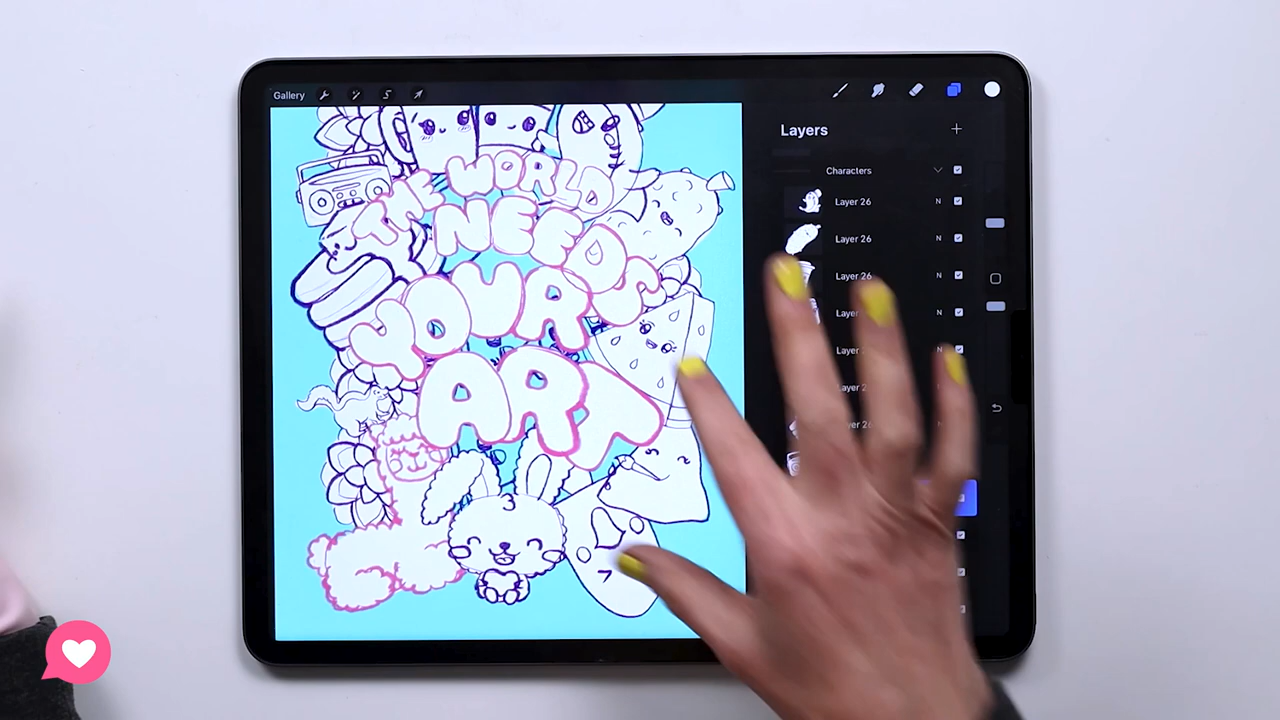 Gallery
Layers
Characters
Layer 26 N
Layer 26 N
Layer 26 N
THE WORLD
NEEDS
YOUR
ART